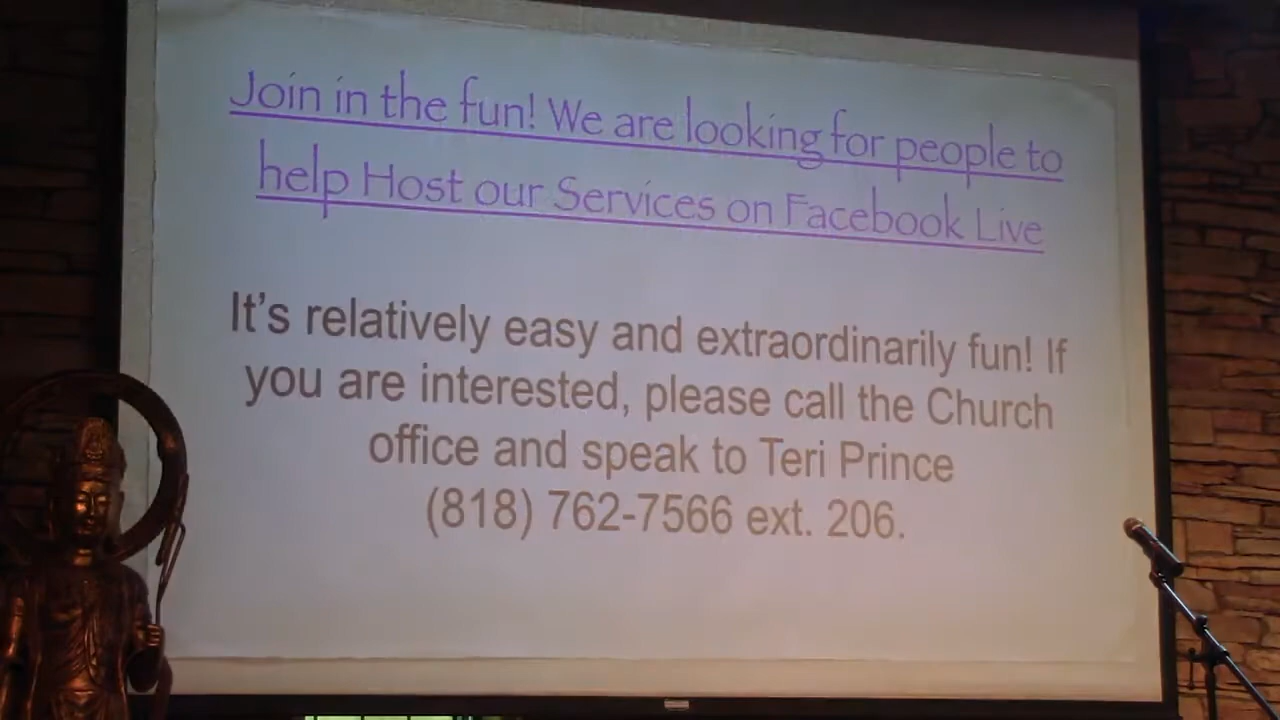 Join in the fun! We are looking for people to
help Host our Services on Facebook Live
It's relatively easy and extraordinarily fun! If
you are interested, please call the Church
office and speak to Teri Prince
(818) 762-7566 ext. 206.